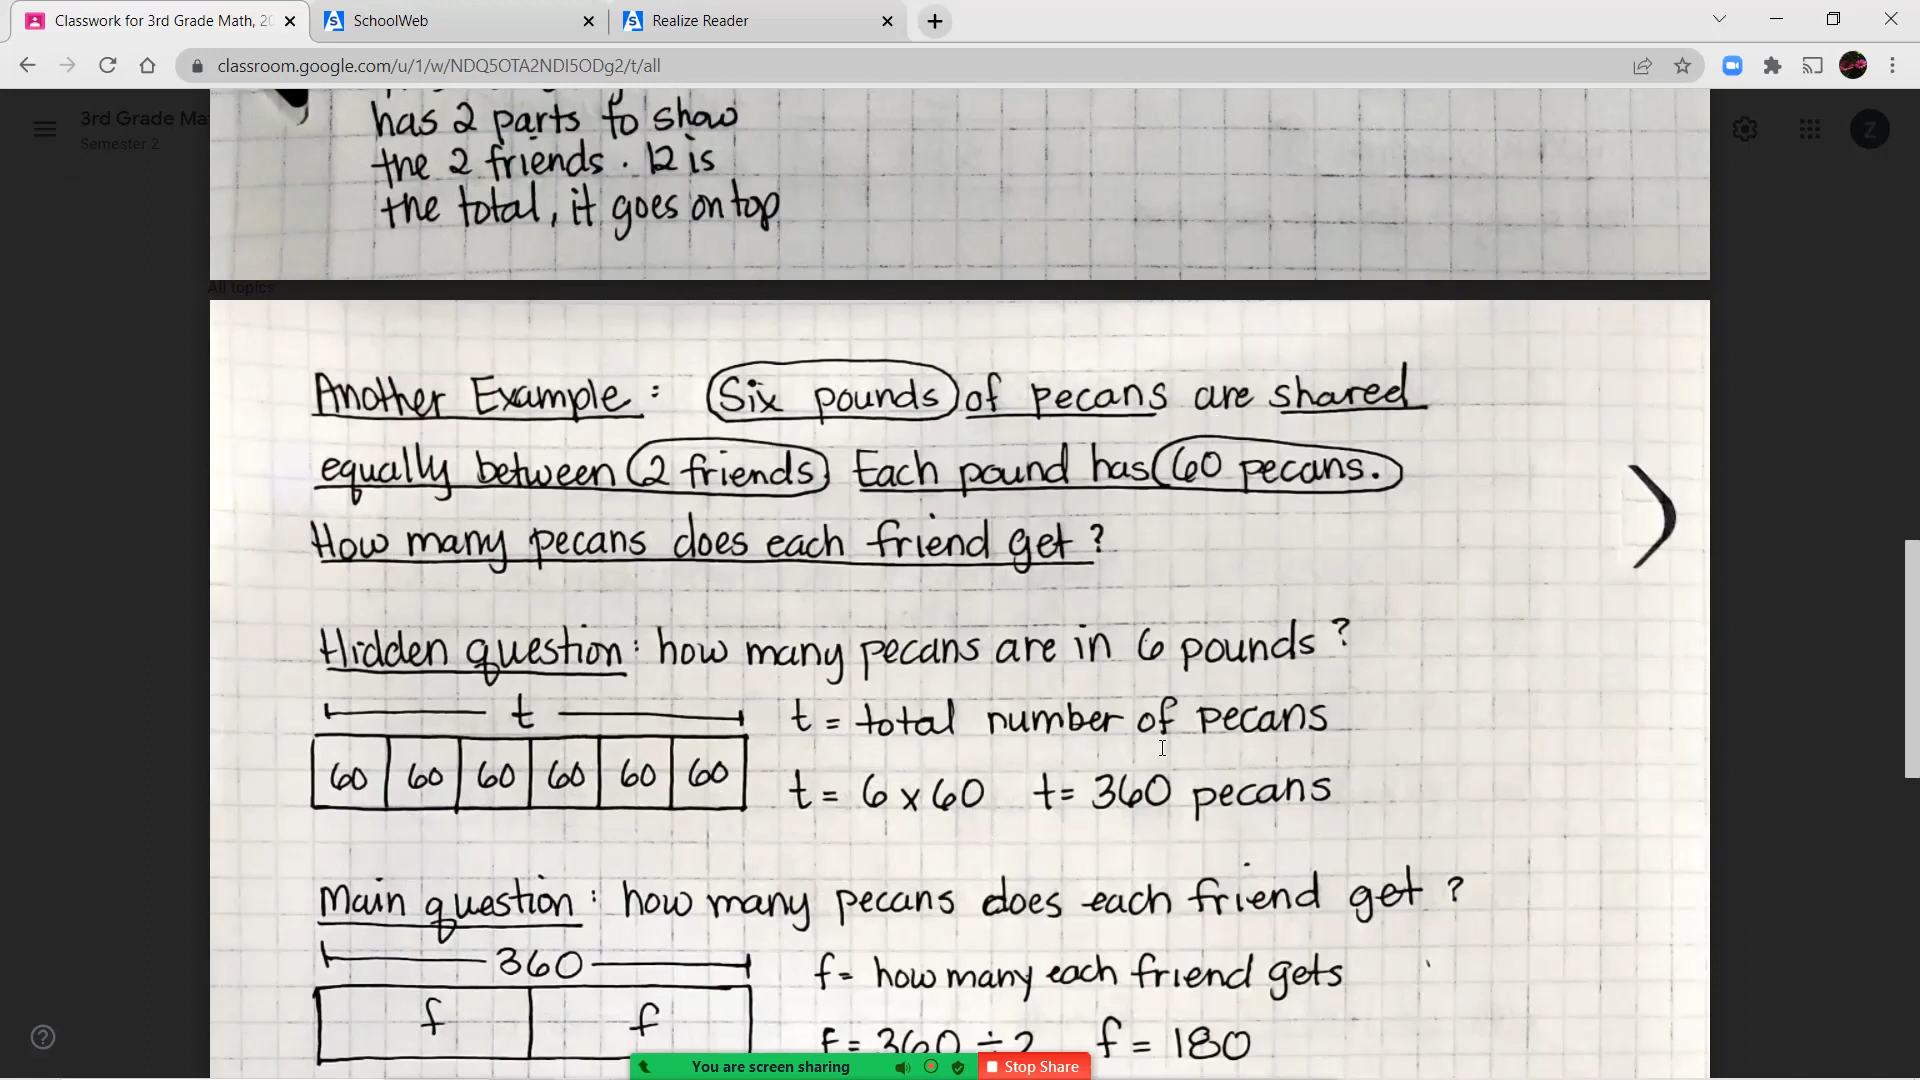 Classwork for 3rd Grade Math, 20
SchoolWeb
Realize Reader
classroom.google.com/u/1/w/NDQ5OTA2NDI5ODg2/t/all
3rd Grade Ma
Semester 2
Z
has 2 parts to show
the 2 friends. 12 is
the total, it goes on top
All topics
Another Example: Six pounds of pecans are shared
equally between 2 friends. Each pound has 60 pecans.
How many pecans does each friend get?
Hidden question: how many pecans are in 6 pounds?
t
t = total number of pecans
60 60 60 60 60 60
t = 6 x 60 t= 360 pecans
Main question: how many pecans does each friend get?
360
f= how many each friend gets
f f
f = 360 ÷ 2 f = 180
You are screen sharing
Stop Share